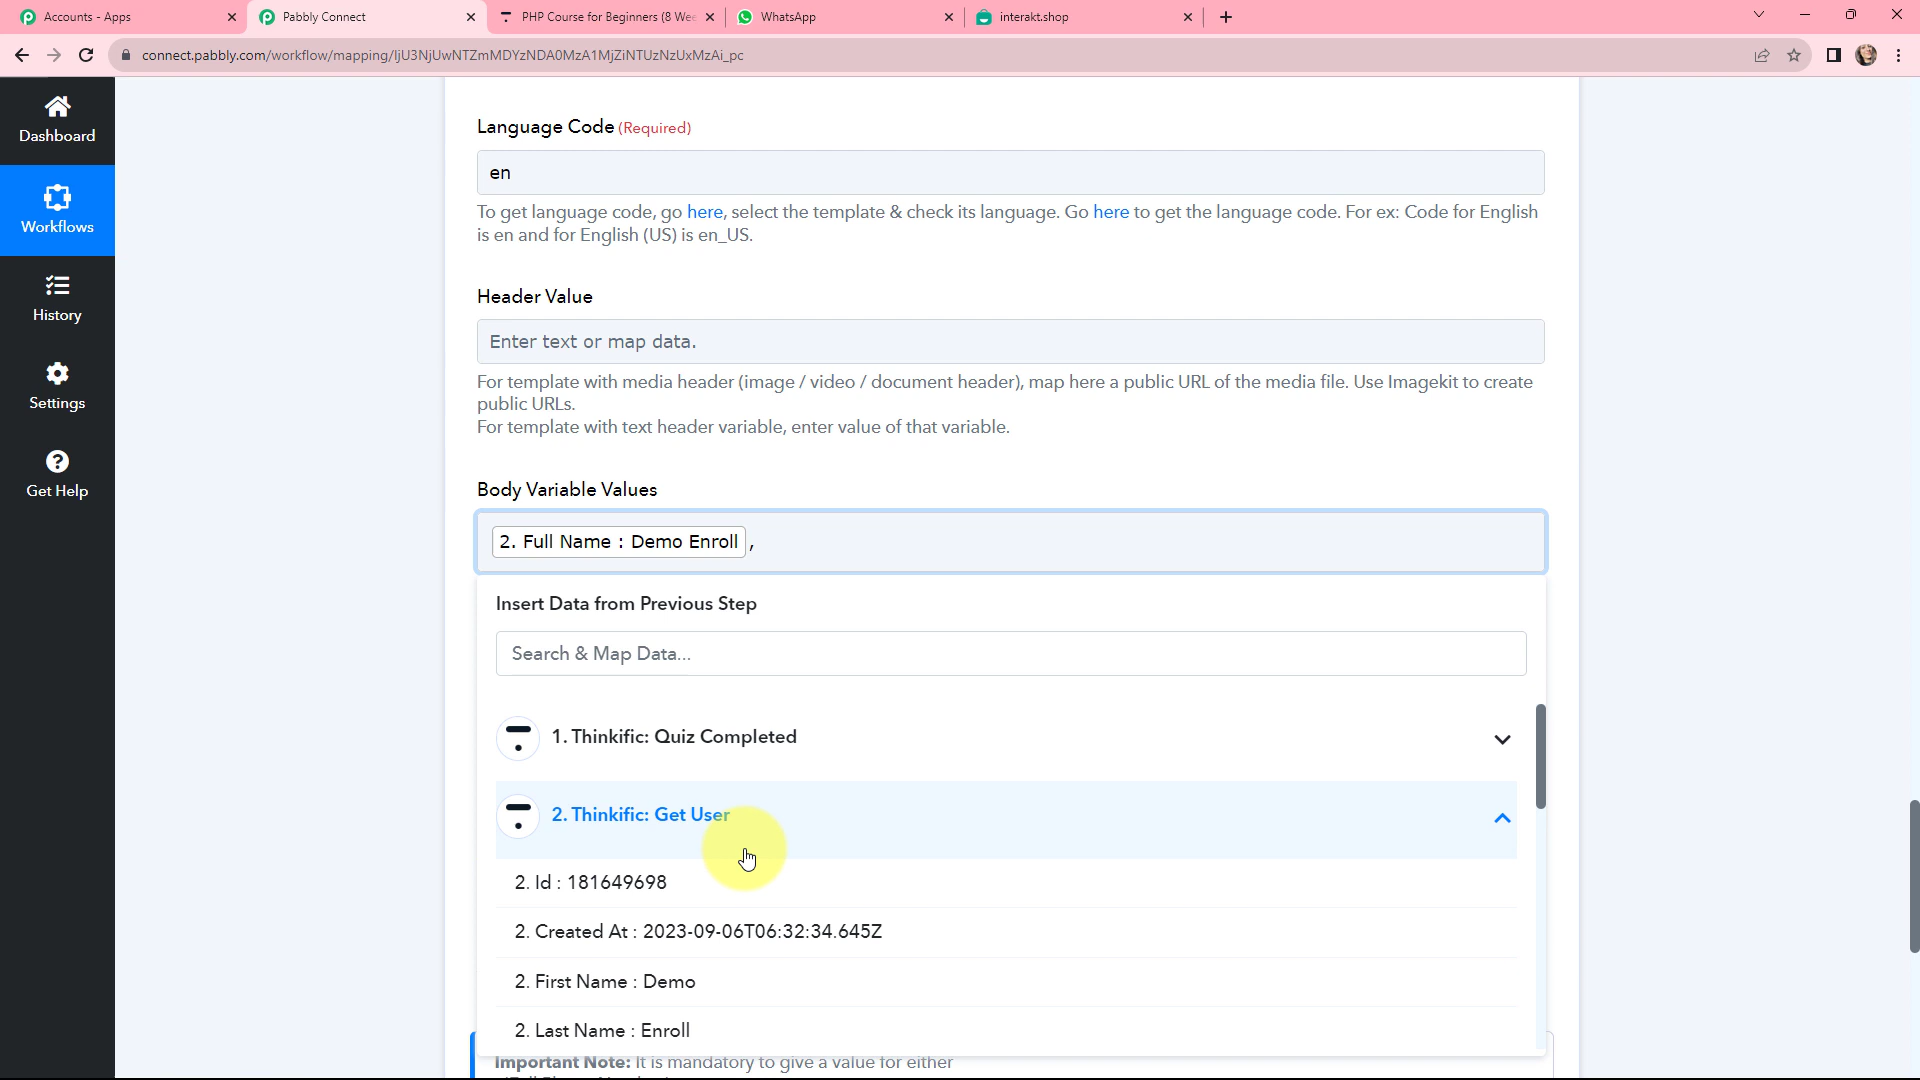 Accounts - Apps
Pabbly Connect
PHP Course for Beginners (8 Wee
WhatsApp
interakt.shop
connect.pabbly.com/workflow/mapping/IjU3NjUwNTZmMDYzNDA0MzA1MjZiNTUzNzUxMzAi_pc
Dashboard
Workflows
History
Settings
Get Help
Language Code (Required)
en
To get language code, go here, select the template & check its language. Go here to get the language code. For ex: Code for English
is en and for English (US) is en_US.
Header Value
Enter text or map data.
For template with media header (image / video / document header), map here a public URL of the media file. Use Imagekit to create
public URLs.
For template with text header variable, enter value of that variable.
Body Variable Values
2. Full Name : Demo Enroll ,
Insert Data from Previous Step
Search & Map Data...
1. Thinkific: Quiz Completed
2. Thinkific: Get User
2. Id : 181649698
2. Created At : 2023-09-06T06:32:34.645Z
2. First Name : Demo
2. Last Name : Enroll
Important Note: It is mandatory to give a value for either